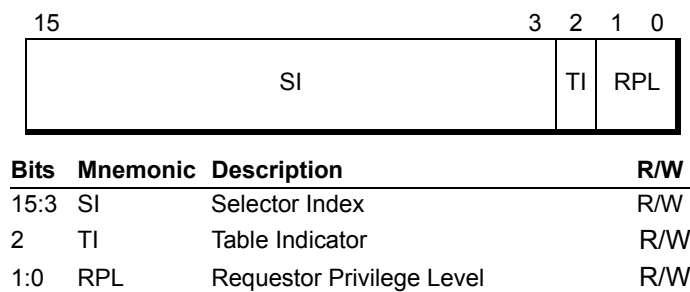 15 3 2 1 0
SI TI RPL
Bits Mnemonic Description R/W
15:3 SI Selector Index R/W
2 TI Table Indicator R/W
1:0 RPL Requestor Privilege Level R/W